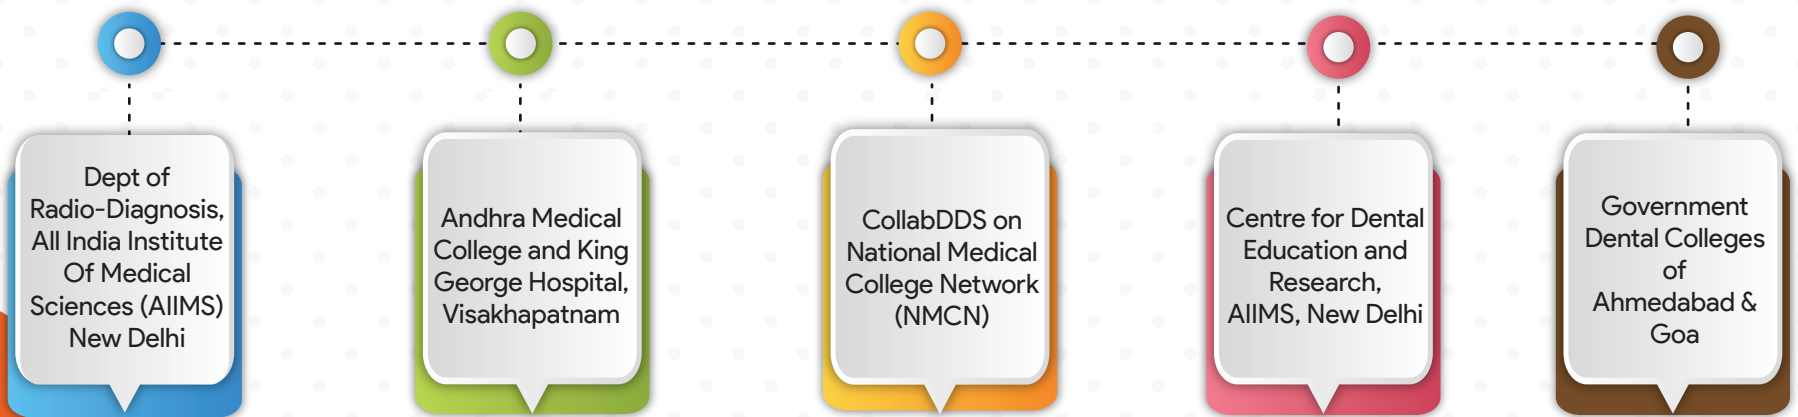 Dept of
Radio-Diagnosis,
All India Institute
Of Medical
Sciences (AIIMS)
New Delhi
Andhra Medical
College and King
George Hospital,
Visakhapatnam
CollabDDS on
National Medical
College Network
(NMCN)
Centre for Dental
Education and
Research,
AIIMS, New Delhi
Government
Dental Colleges
of
Ahmedabad &
Goa